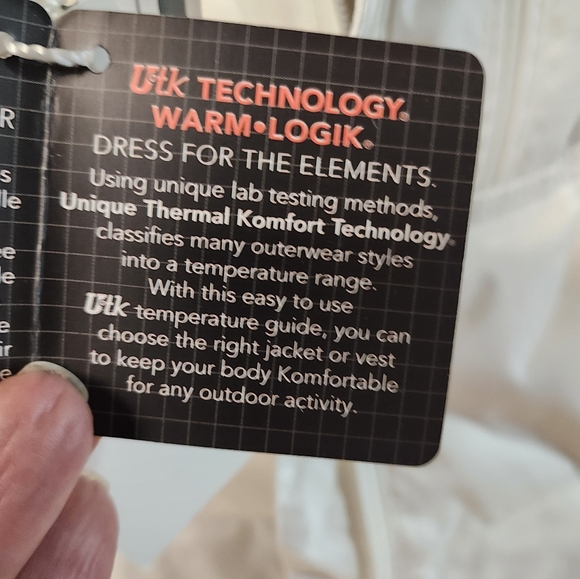 Utk TECHNOLOGY®
WARM•LOGIK®
DRESS FOR THE ELEMENTS.
Using unique lab testing methods,
Unique Thermal Komfort Technology®
classifies many outerwear styles
into a temperature range.
With this easy to use
Utk temperature guide, you can
choose the right jacket or vest
to keep your body Komfortable
for any outdoor activity.